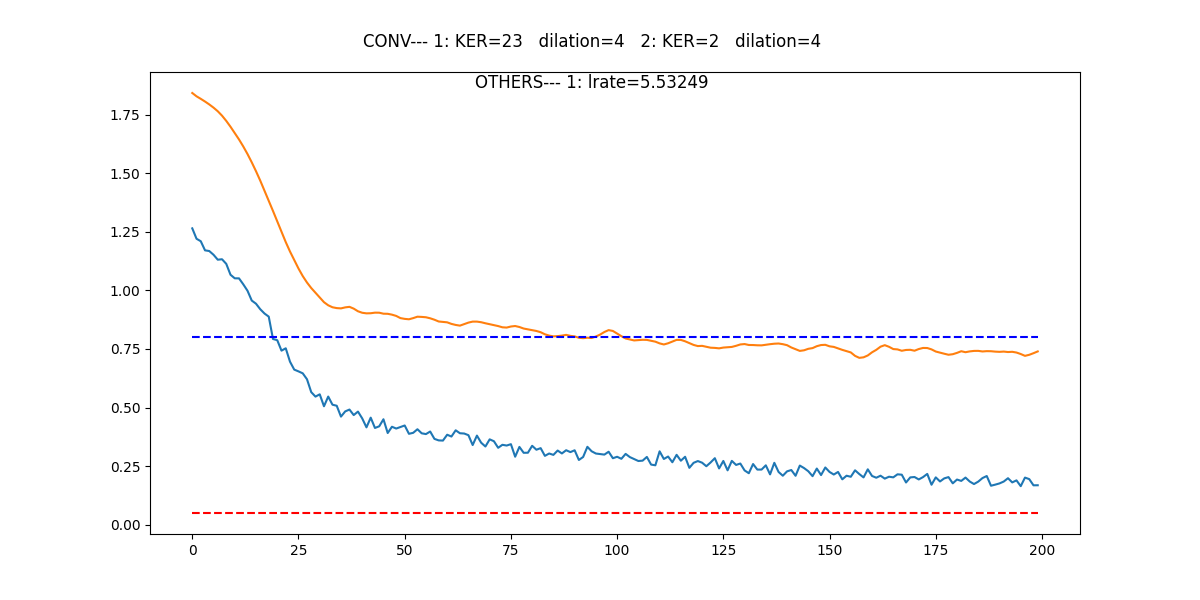 CONV--- 1: KER=23   dilation=4   2: KER=2   dilation=4
OTHERS--- 1: lrate=5.53249
1.75
1.50
1.25
1.00
0.75
0.50
0.25
0.00
0 25 50 75 100 125 150 175 200